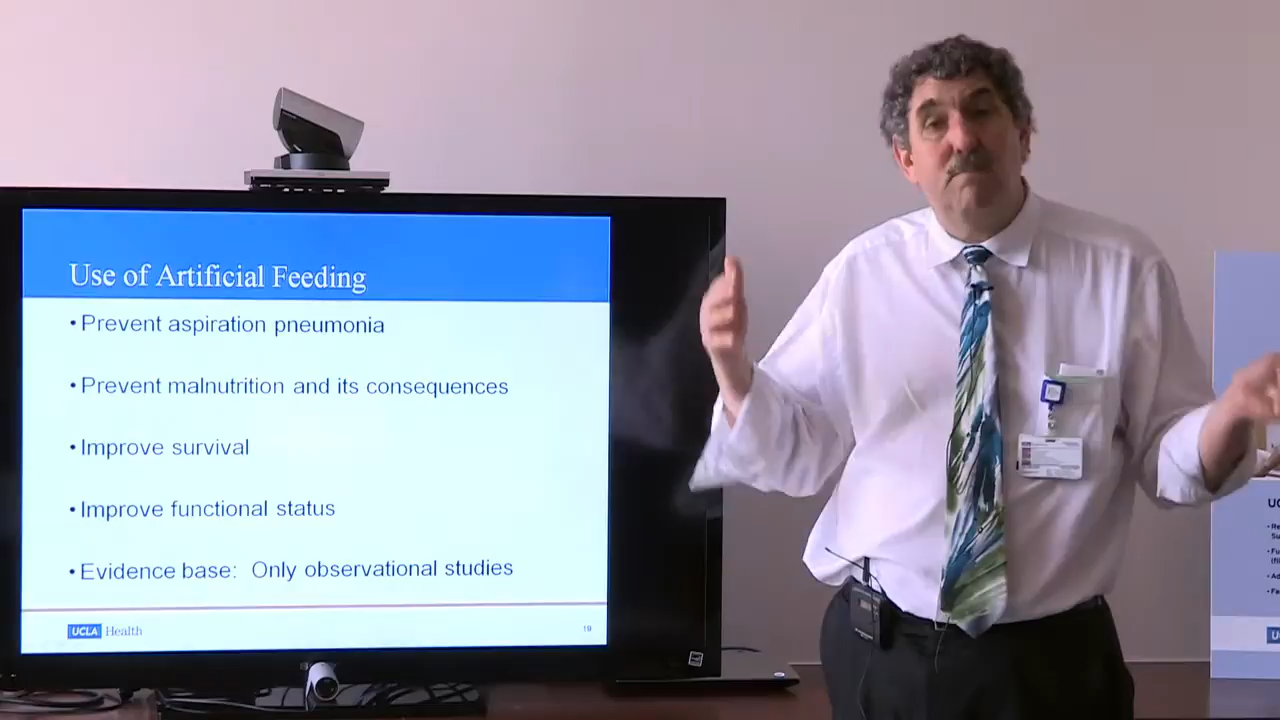 Use of Artificial Feeding
•Prevent aspiration pneumonia
•Prevent malnutrition and its consequences
•Improve survival
•Improve functional status
•Evidence base: Only observational studies
UCLA Health
19